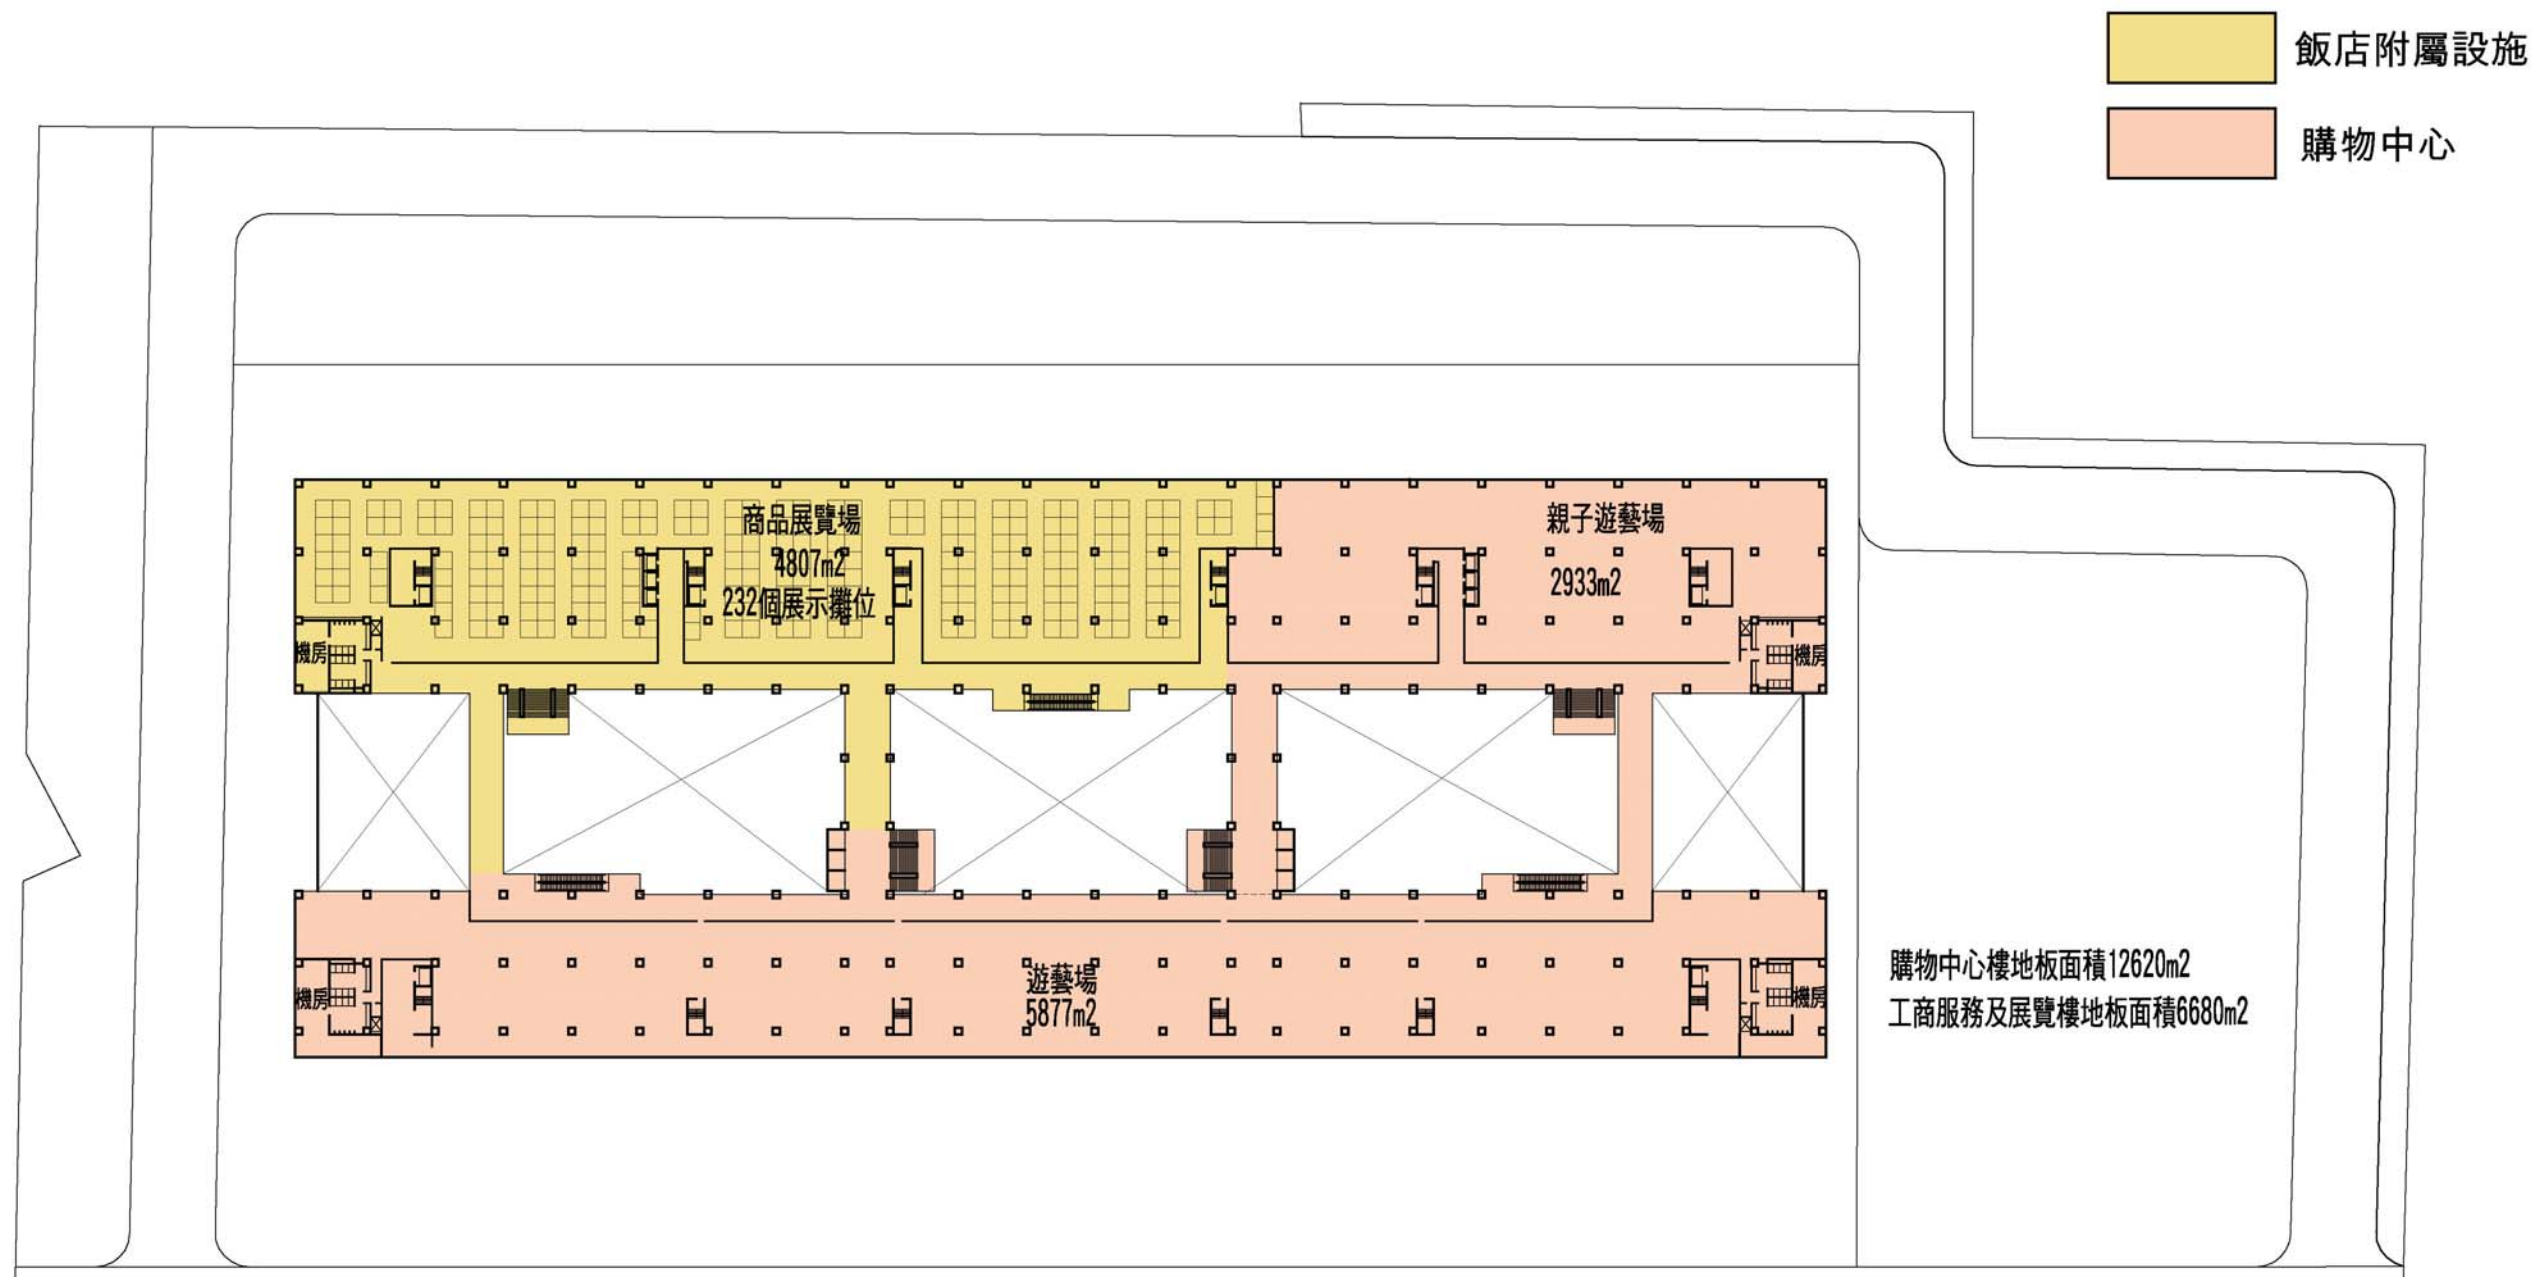 飯店附屬設施
購物中心
商品展覽場
4807m2
232個展示攤位
親子遊藝場
2933m2
機房
機房
遊藝場
5877m2
機房
機房
購物中心樓地板面積12620m2
工商服務及展覽樓地板面積6680m2